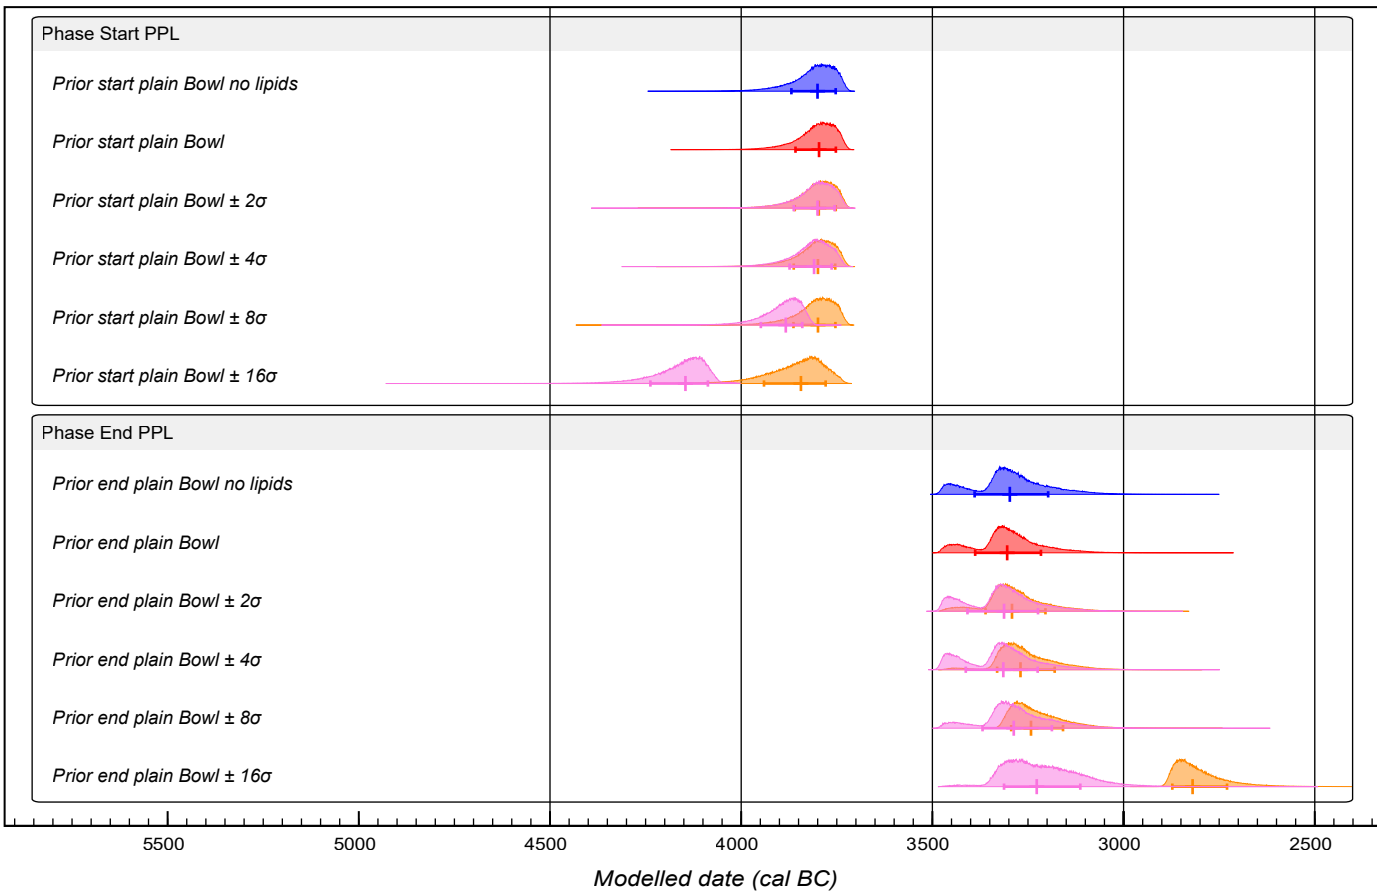 Phase Start PPL
Prior start plain Bowl no lipids
Prior start plain Bowl
Prior start plain Bowl ± 2σ
Prior start plain Bowl ± 4σ
Prior start plain Bowl ± 8σ
Prior start plain Bowl ± 16σ
Phase End PPL
Prior end plain Bowl no lipids
Prior end plain Bowl
Prior end plain Bowl ± 2σ
Prior end plain Bowl ± 4σ
Prior end plain Bowl ± 8σ
Prior end plain Bowl ± 16σ
5500 5000 4500 4000 3500 3000 2500
Modelled date (cal BC)